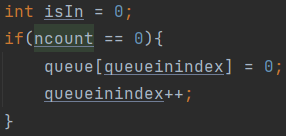 int isIn = 0;
if(ncount == 0){
queue[queueinindex] = 0;
queueinindex++;
}